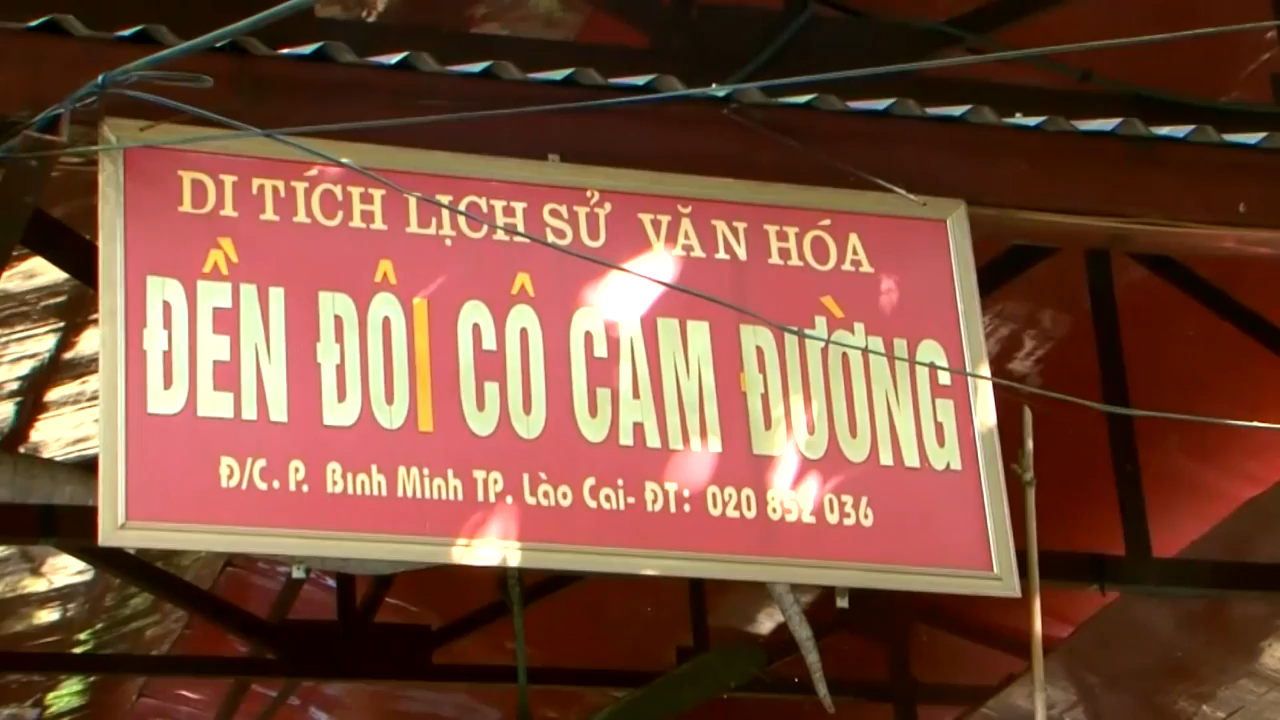 DI TÍCH LỊCH SỬ VĂN HÓA
ĐỀN ĐÔI CÔ CAM ĐƯỜNG
Đ/C. P. Bình Minh TP. Lào Cai- ĐT: 020 852 036